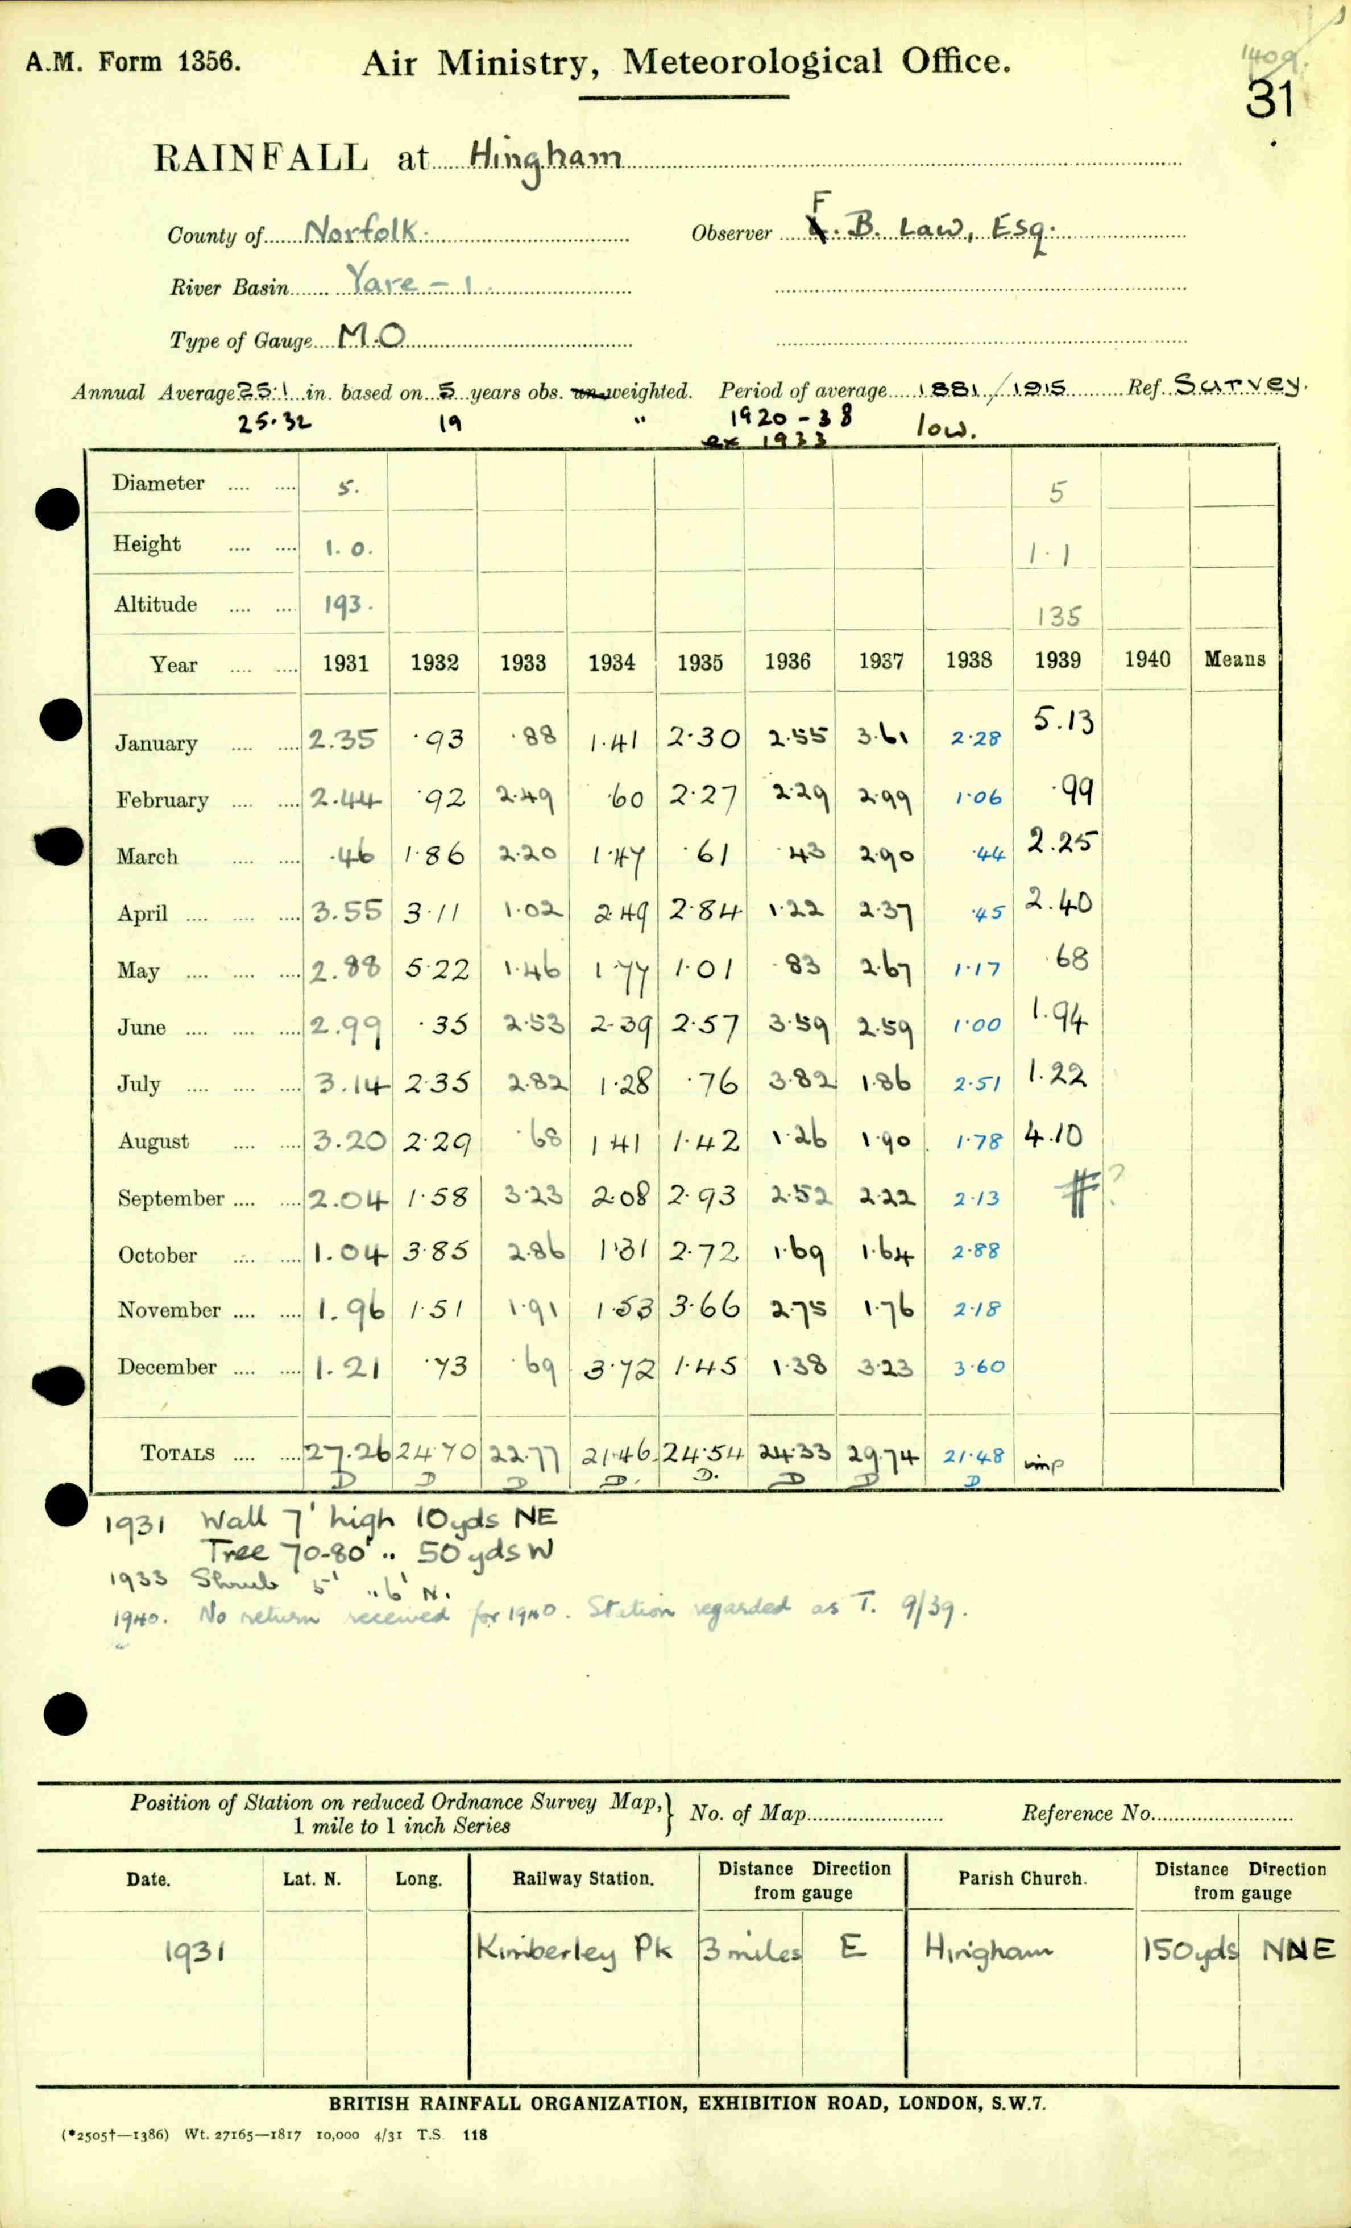 1409.
A.M. Form 1356. Air Ministry, Meteorological Office. 31
RAINFALL at Hingham
County of Norfolk. Observer F. B. Law, Esq.
River Basin Yare - 1.
Type of Gauge M.O
Annual Average 25.1 in. based on 5 years obs. un-weighted. Period of average 1881/1915 Ref. Survey.
25.32 19 " 1920-38 low.
ex 1933
Diameter .... .... 5. 5
Height .... .... 1.0. 1.1
Altitude .... .... 193. 135
Year .... .... 1931 1932 1933 1934 1935 1936 1937 1938 1939 1940 Means
January .... .... 2.35 .93 .88 1.41 2.30 2.55 3.61 2.28 5.13
February .... .... 2.44 .92 2.49 .60 2.27 2.29 2.99 1.06 .99
March .... .... .46 1.86 2.20 1.47 .61 .43 2.90 .44 2.25
April .... .... .... 3.55 3.11 1.02 2.49 2.84 1.22 2.37 .45 2.40
May .... .... .... 2.88 5.22 1.46 1.77 1.01 .83 2.67 1.17 .68
June .... .... .... 2.99 .35 2.53 2.39 2.57 3.59 2.59 1.00 1.94
July .... .... .... 3.14 2.35 2.82 1.28 .76 3.82 1.86 2.51 1.22
August .... .... 3.20 2.29 .68 1.41 1.42 1.26 1.90 1.78 4.10
September .... .... 2.04 1.58 3.23 2.08 2.93 2.52 2.22 2.13 #?
October .... .... 1.04 3.85 2.86 1.31 2.72 1.69 1.64 2.88
November .... .... 1.96 1.51 1.91 1.53 3.66 2.75 1.76 2.18
December .... .... 1.21 .73 .69 3.72 1.45 1.38 3.23 3.60
TOTALS .... .... 27.26 24.70 22.77 21.46 24.54 24.33 29.74 21.48 imp
D D D D. D. D D D
1931 Wall 7' high 10yds NE
Tree 70-80' " 50yds W
1933 Shrub 5' " 6' N.
1940. No return received for 1940. Station regarded as T. 9/39.
Position of Station on reduced Ordnance Survey Map,} No. of Map Reference No.
1 mile to 1 inch Series
Date. Lat. N. Long. Railway Station. Distance Direction from gauge Parish Church. Distance Direction from gauge
1931 Kimberley Pk 3 miles E Hingham 150yds NNE
BRITISH RAINFALL ORGANIZATION, EXHIBITION ROAD, LONDON, S.W.7.
(*2505†—1386) Wt. 27165—1817 10,000 4/31 T.S. 118